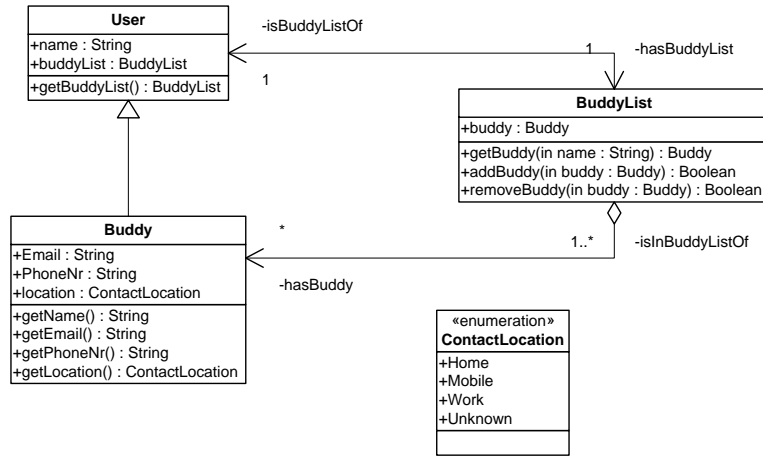 User
+name : String
+buddyList : BuddyList
+getBuddyList() : BuddyList
-isBuddyListOf
1
1
-hasBuddyList
BuddyList
+buddy : Buddy
+getBuddy(in name : String) : Buddy
+addBuddy(in buddy : Buddy) : Boolean
+removeBuddy(in buddy : Buddy) : Boolean
Buddy
+Email : String
+PhoneNr : String
+location : ContactLocation
+getName() : String
+getEmail() : String
+getPhoneNr() : String
+getLocation() : ContactLocation
*
-hasBuddy
1..*
-isInBuddyListOf
«enumeration»
ContactLocation
+Home
+Mobile
+Work
+Unknown